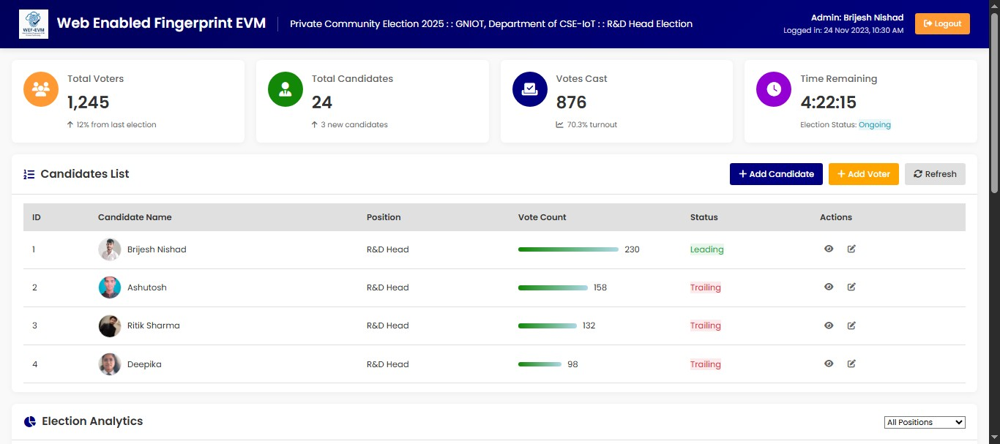 WEF-EVM
Web Enabled Fingerprint EVM
Private Community Election 2025 : : GNIOT, Department of CSE-IoT : : R&D Head Election
Admin: Brijesh Nishad
Logged in: 24 Nov 2023, 10:30 AM
Logout
Total Voters
1,245
12% from last election
Total Candidates
24
3 new candidates
Votes Cast
876
70.3% turnout
Time Remaining
4:22:15
Election Status: Ongoing
Candidates List
+ Add Candidate
+ Add Voter
Refresh
ID Candidate Name Position Vote Count Status Actions
1 Brijesh Nishad R&D Head 230 Leading
2 Ashutosh R&D Head 158 Trailing
3 Ritik Sharma R&D Head 132 Trailing
4 Deepika R&D Head 98 Trailing
Election Analytics
All Positions